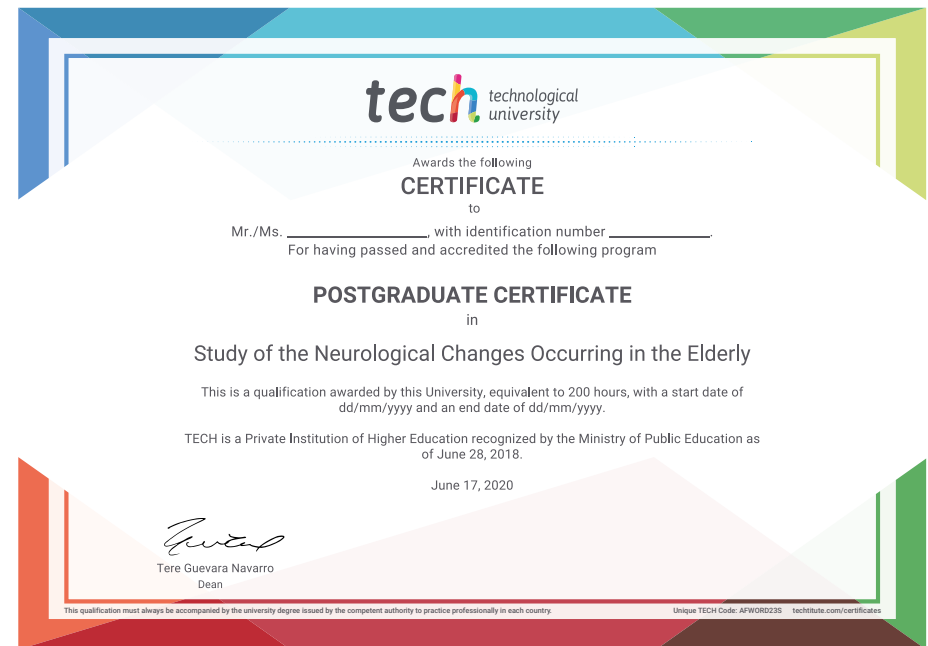 tech technological
university
Awards the following
CERTIFICATE
to
Mr./Ms. ____________, with identification number ____________.
For having passed and accredited the following program
POSTGRADUATE CERTIFICATE
in
Study of the Neurological Changes Occurring in the Elderly
This is a qualification awarded by this University, equivalent to 200 hours, with a start date of
dd/mm/yyyy and an end date of dd/mm/yyyy.
TECH is a Private Institution of Higher Education recognized by the Ministry of Public Education as
of June 28, 2018.
June 17, 2020
Tere Guevara Navarro
Dean
This qualification must always be accompanied by the university degree issued by the competent authority to practice professionally in each country. Unique TECH Code: AFWORD23S techtitute.com/certificates